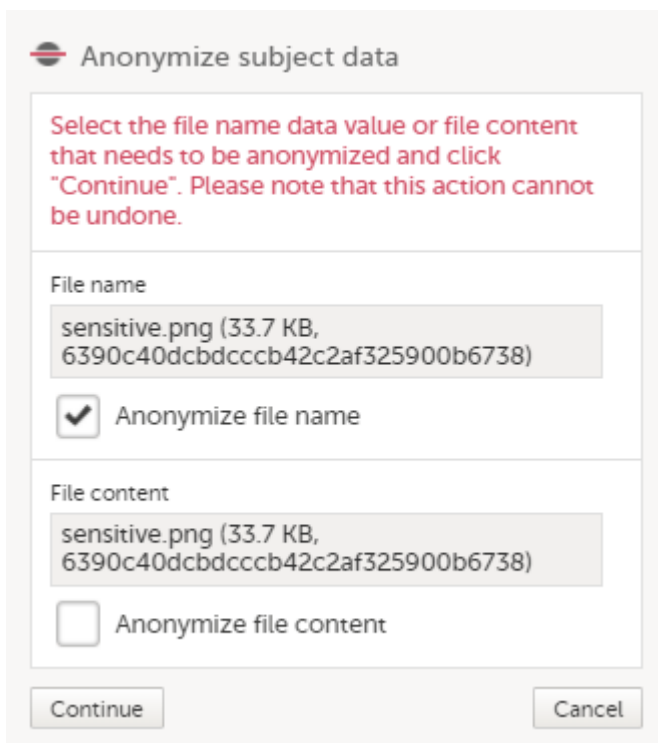 Anonymize subject data
Select the file name data value or file content
that needs to be anonymized and click
"Continue". Please note that this action cannot
be undone.
File name
sensitive.png (33.7 KB,
6390c40dcbdcccb42c2af325900b6738)
Anonymize file name
File content
sensitive.png (33.7 KB,
6390c40dcbdcccb42c2af325900b6738)
Anonymize file content
Continue
Cancel